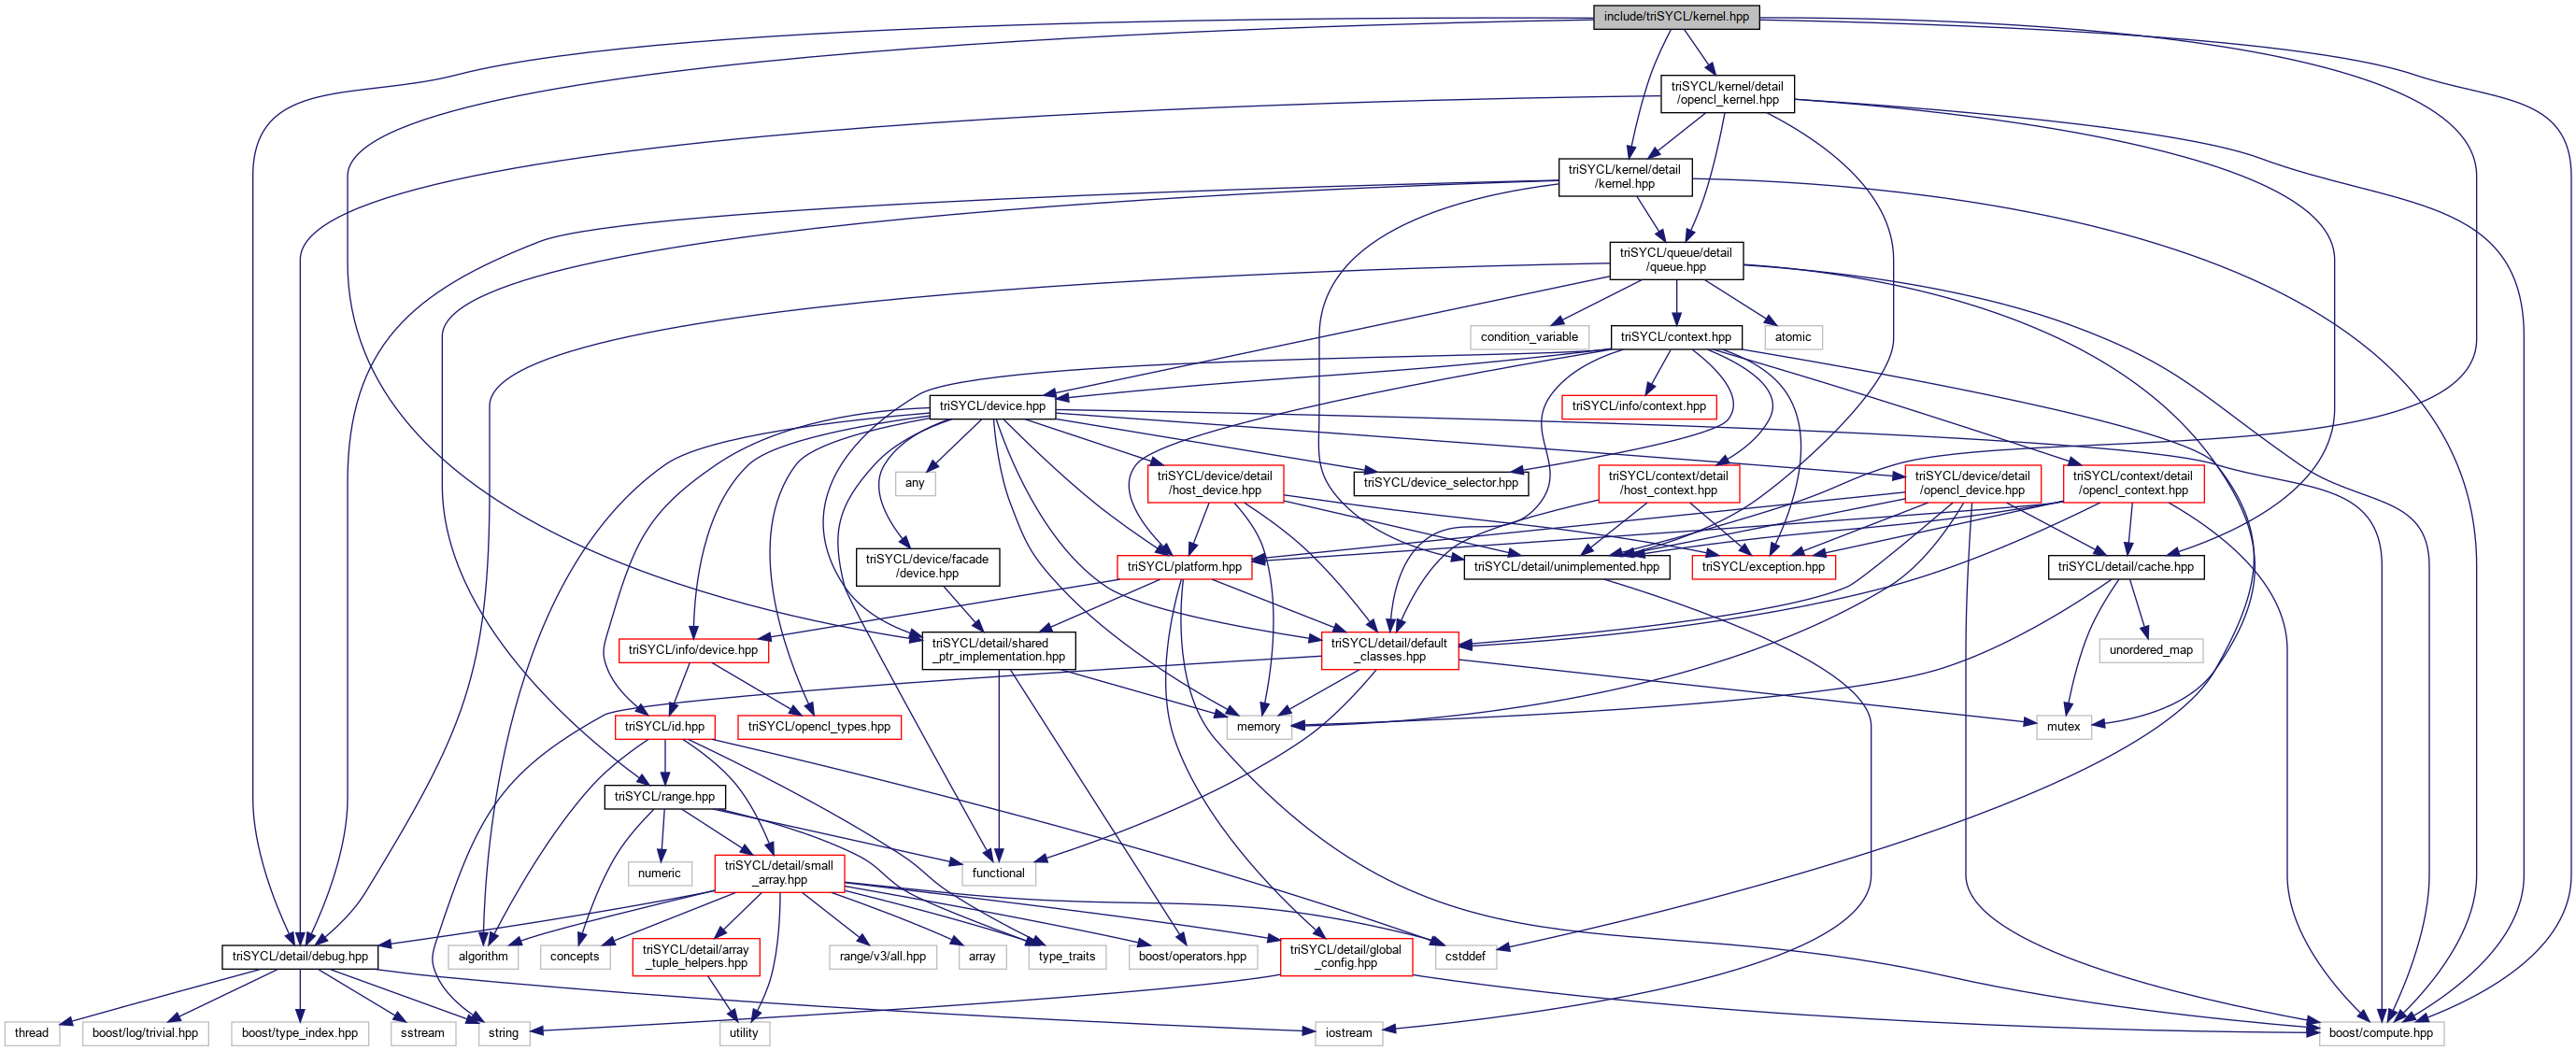 include/triSYCL/kernel.hpp
triSYCL/kernel/detail
/opencl_kernel.hpp
triSYCL/kernel/detail
/kernel.hpp
triSYCL/queue/detail
/queue.hpp
condition_variable
triSYCL/context.hpp
atomic
triSYCL/device.hpp
triSYCL/info/context.hpp
any
triSYCL/device/detail
/host_device.hpp
triSYCL/device_selector.hpp
triSYCL/context/detail
/host_context.hpp
triSYCL/device/detail
/opencl_device.hpp
triSYCL/context/detail
/opencl_context.hpp
triSYCL/device/facade
/device.hpp
triSYCL/platform.hpp
triSYCL/detail/unimplemented.hpp
triSYCL/exception.hpp
triSYCL/detail/cache.hpp
triSYCL/info/device.hpp
triSYCL/detail/shared
_ptr_implementation.hpp
triSYCL/detail/default
_classes.hpp
unordered_map
triSYCL/id.hpp
triSYCL/opencl_types.hpp
memory
mutex
triSYCL/range.hpp
numeric
triSYCL/detail/small
_array.hpp
functional
triSYCL/detail/debug.hpp
algorithm
concepts
triSYCL/detail/array
_tuple_helpers.hpp
range/v3/all.hpp
array
type_traits
boost/operators.hpp
triSYCL/detail/global
_config.hpp
cstddef
thread
boost/log/trivial.hpp
boost/type_index.hpp
sstream
string
iostream
utility
boost/compute.hpp